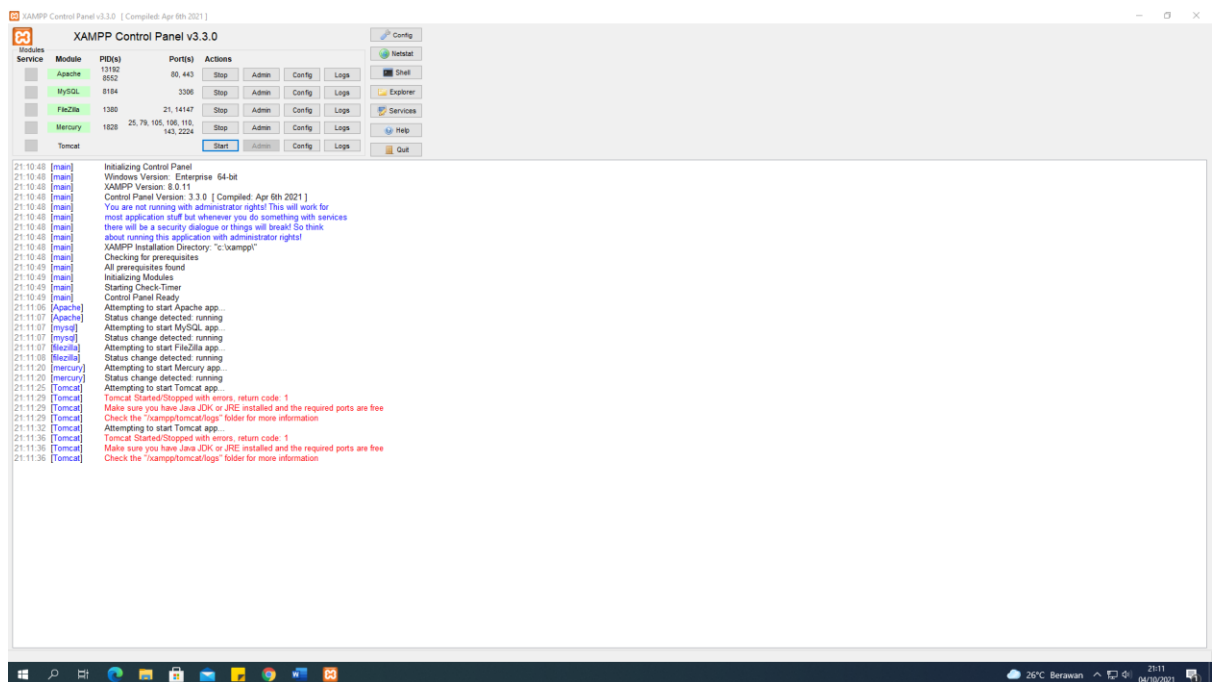 XAMPP Control Panel v3.3.0 [ Compiled: Apr 6th 2021 ]
XAMPP Control Panel v3.3.0
Config
Netstat
Shell
Explorer
Services
Help
Quit
Modules
Service Module PID(s) Port(s) Actions
Apache 13192 8552 80, 443 Stop Admin Config Logs
MySQL 8184 3306 Stop Admin Config Logs
FileZilla 1380 21, 14147 Stop Admin Config Logs
Mercury 1828 25, 79, 105, 106, 110, 143, 2224 Stop Admin Config Logs
Tomcat Start Admin Config Logs
21:10:48 [main] Initializing Control Panel
21:10:48 [main] Windows Version: Enterprise 64-bit
21:10:48 [main] XAMPP Version: 8.0.11
21:10:48 [main] Control Panel Version: 3.3.0 [ Compiled: Apr 6th 2021 ]
21:10:48 [main] You are not running with administrator rights! This will work for
21:10:48 [main] most application stuff but whenever you do something with services
21:10:48 [main] there will be a security dialogue or things will break! So think
21:10:48 [main] about running this application with administrator rights!
21:10:48 [main] XAMPP Installation Directory: "c:\xampp\"
21:10:48 [main] Checking for prerequisites
21:10:49 [main] All prerequisites found
21:10:49 [main] Initializing Modules
21:10:49 [main] Starting Check-Timer
21:10:49 [main] Control Panel Ready
21:11:06 [Apache] Attempting to start Apache app...
21:11:07 [Apache] Status change detected: running
21:11:07 [mysql] Attempting to start MySQL app...
21:11:07 [mysql] Status change detected: running
21:11:07 [filezilla] Attempting to start FileZilla app...
21:11:08 [filezilla] Status change detected: running
21:11:20 [mercury] Attempting to start Mercury app...
21:11:20 [mercury] Status change detected: running
21:11:25 [Tomcat] Attempting to start Tomcat app...
21:11:29 [Tomcat] Tomcat Started/Stopped with errors, return code: 1
21:11:29 [Tomcat] Make sure you have Java JDK or JRE installed and the required ports are free
21:11:29 [Tomcat] Check the "/xampp/tomcat/logs" folder for more information
21:11:32 [Tomcat] Attempting to start Tomcat app...
21:11:36 [Tomcat] Tomcat Started/Stopped with errors, return code: 1
21:11:36 [Tomcat] Make sure you have Java JDK or JRE installed and the required ports are free
21:11:36 [Tomcat] Check the "/xampp/tomcat/logs" folder for more information
26°C Berawan
21:11
04/10/2021